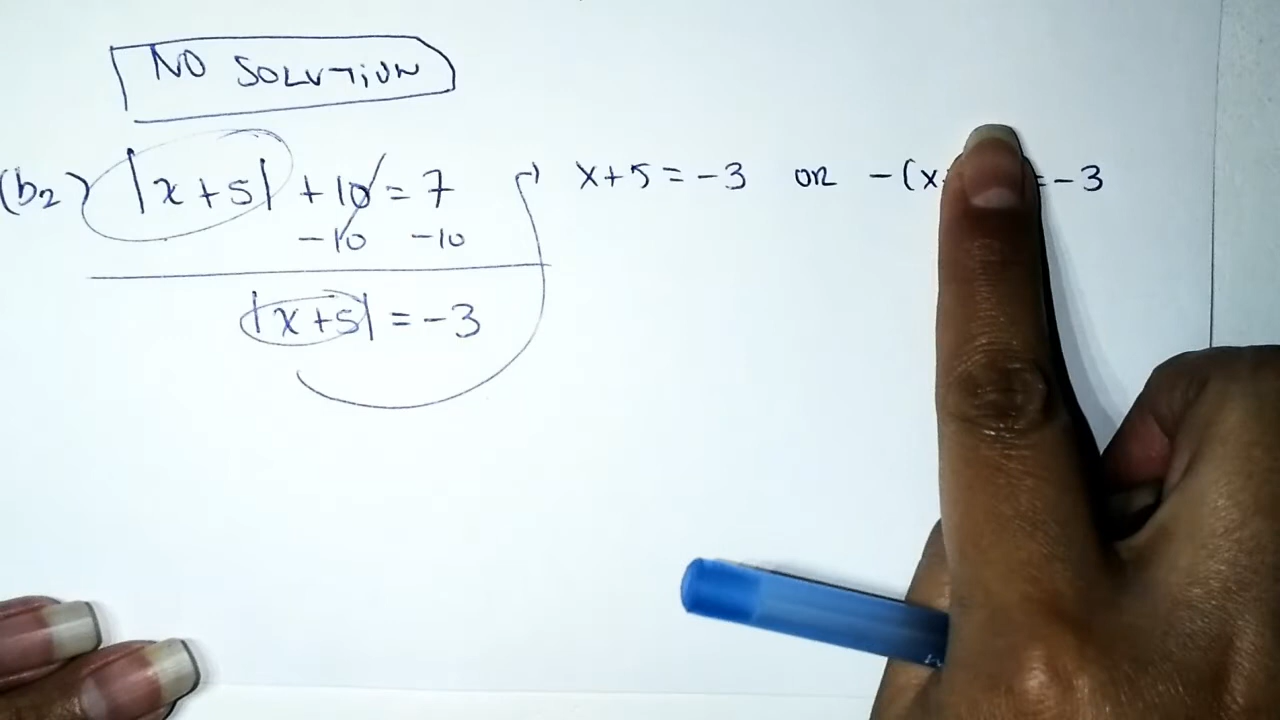 NO SOLUTION
(b2) |x+5| +10 = 7
-10 -10
|x+5| = -3
x+5 = -3 or -(x = -3